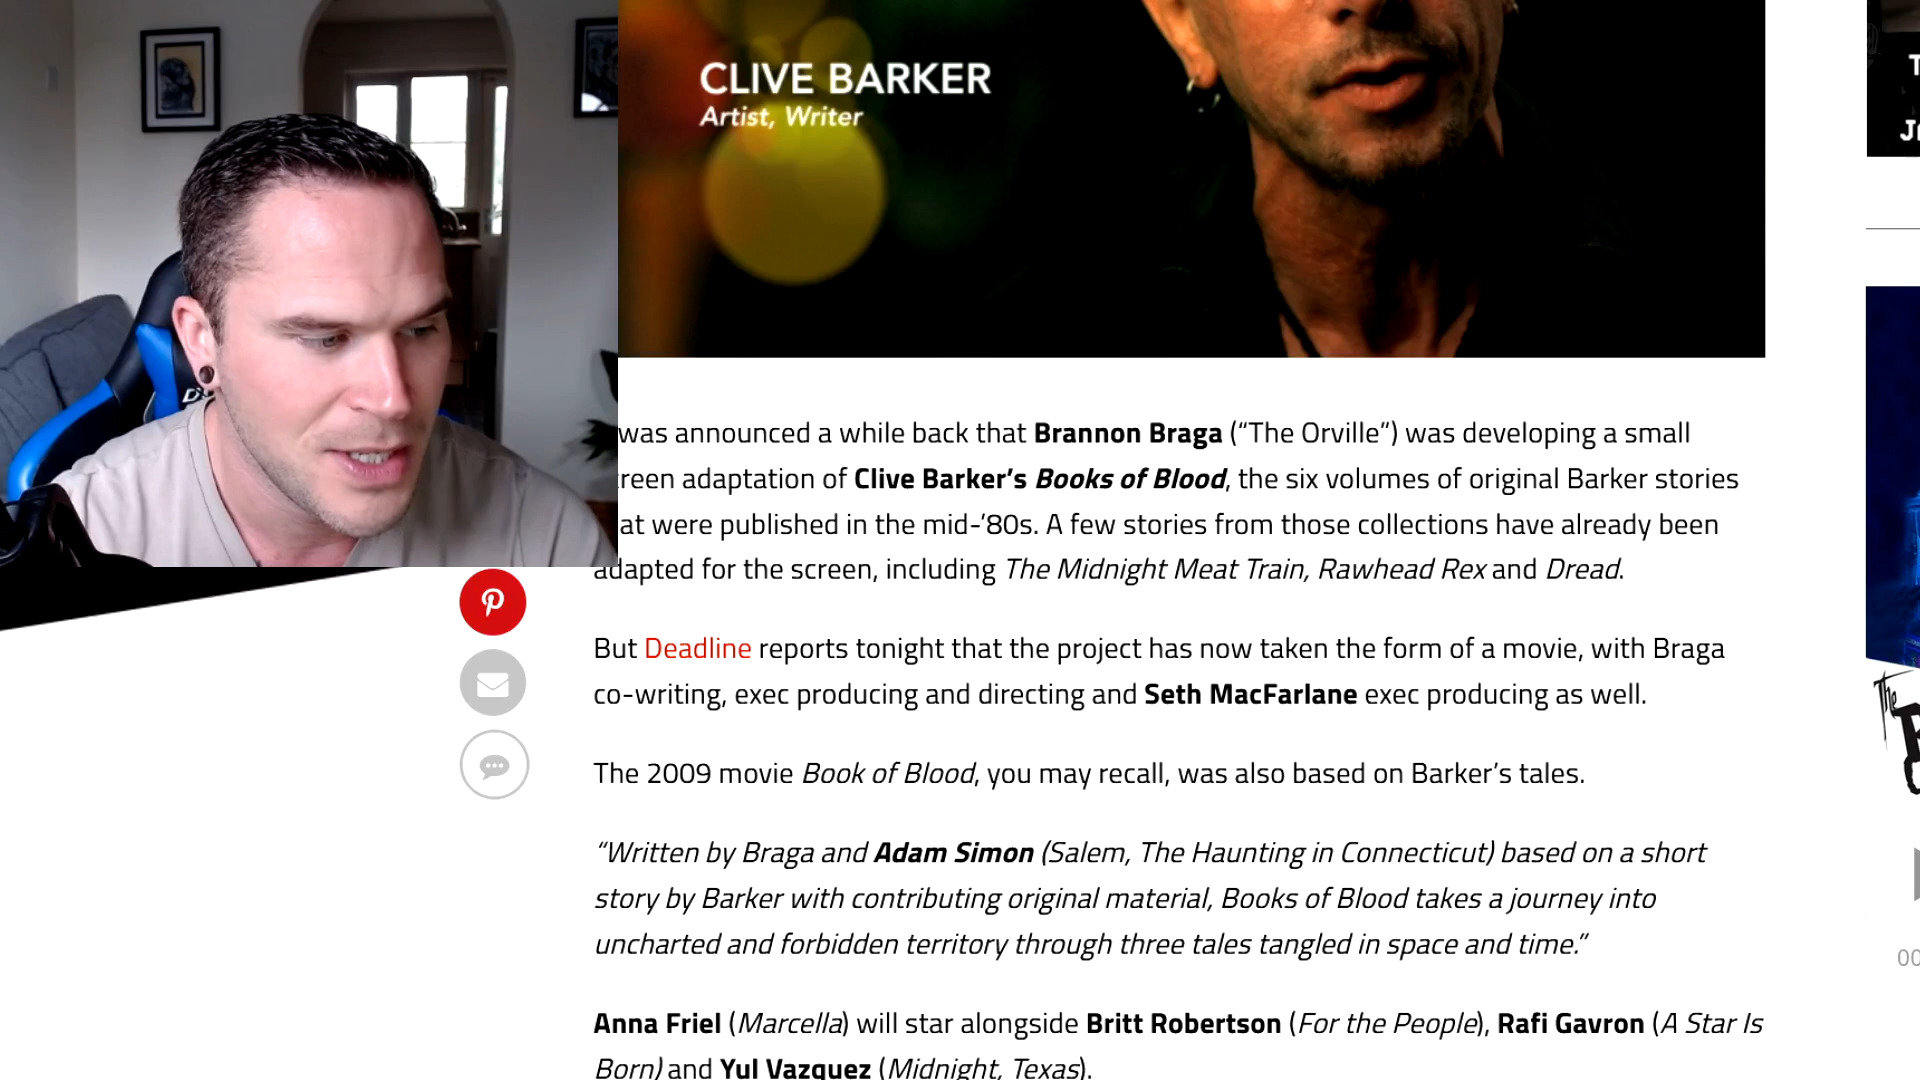 CLIVE BARKER
Artist, Writer
was announced a while back that Brannon Braga (“The Orville”) was developing a small
reen adaptation of Clive Barker’s Books of Blood, the six volumes of original Barker stories
at were published in the mid-’80s. A few stories from those collections have already been
adapted for the screen, including The Midnight Meat Train, Rawhead Rex and Dread.
But Deadline reports tonight that the project has now taken the form of a movie, with Braga
co-writing, exec producing and directing and Seth MacFarlane exec producing as well.
The 2009 movie Book of Blood, you may recall, was also based on Barker’s tales.
“Written by Braga and Adam Simon (Salem, The Haunting in Connecticut) based on a short
story by Barker with contributing original material, Books of Blood takes a journey into
uncharted and forbidden territory through three tales tangled in space and time.”
Anna Friel (Marcella) will star alongside Britt Robertson (For the People), Rafi Gavron (A Star Is
Born) and Yul Vazquez (Midnight, Texas).
The
00